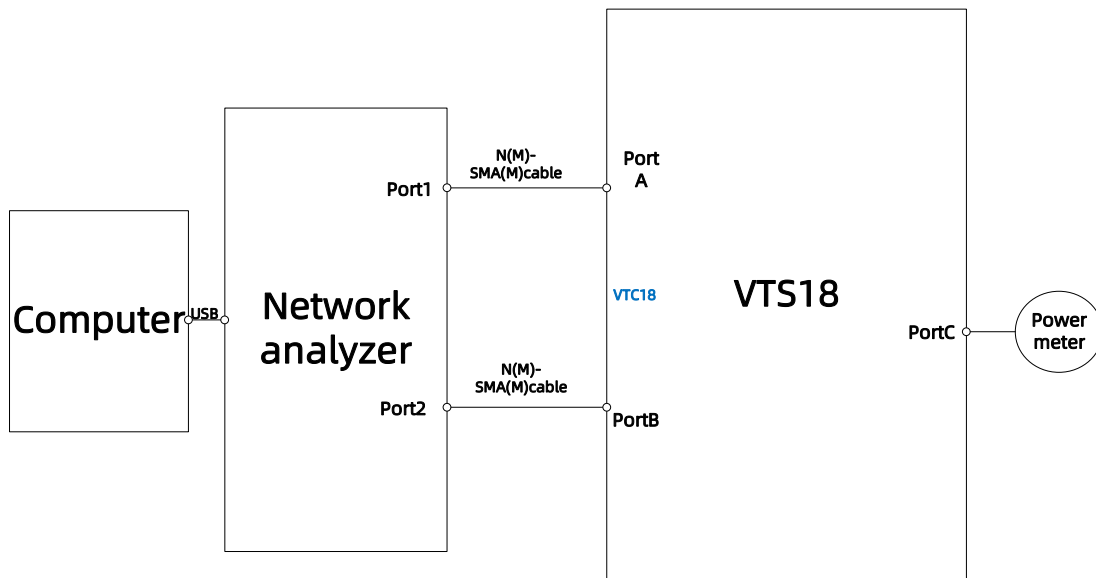 N(M)-
SMA(M)cable
Port
A
Port1
Computer
USB
Network
analyzer
VTC18
VTS18
PortC
Power
meter
N(M)-
SMA(M)cable
Port2
PortB